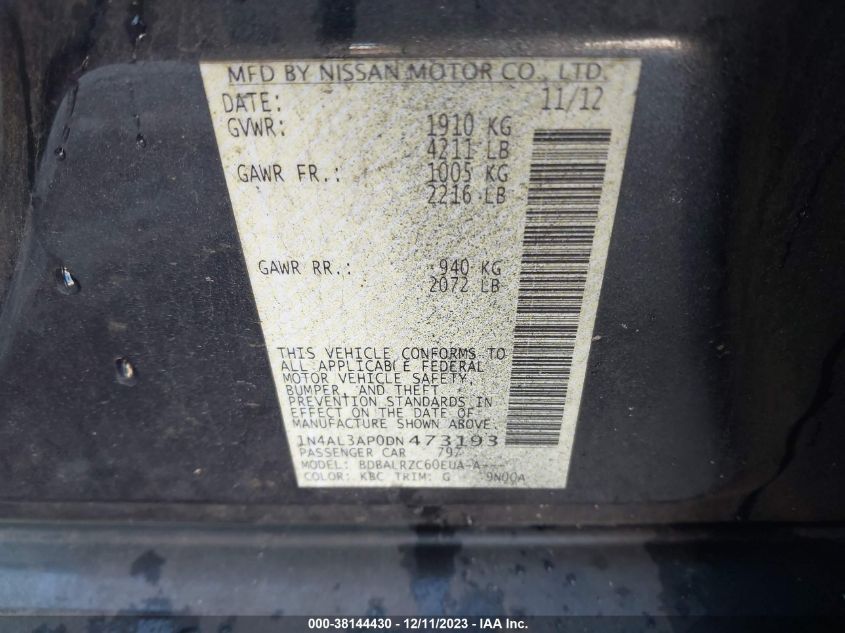 MFD BY NISSAN MOTOR CO., LTD.
DATE: 11/12
GVWR: 1910 KG
4211 LB
GAWR FR.: 1005 KG
2216 LB
GAWR RR.: 940 KG
2072 LB
THIS VEHICLE CONFORMS TO
ALL APPLICABLE FEDERAL
MOTOR VEHICLE SAFETY,
BUMPER, AND THEFT
PREVENTION STANDARDS IN
EFFECT ON THE DATE OF
MANUFACTURE SHOWN ABOVE.
1N4AL3AP0DN473193
PASSENGER CAR 797
MODEL: BDBALRZC60EUA-A---
COLOR: KBC TRIM: G 9N00A
000-38144430 - 12/11/2023 - IAA Inc.